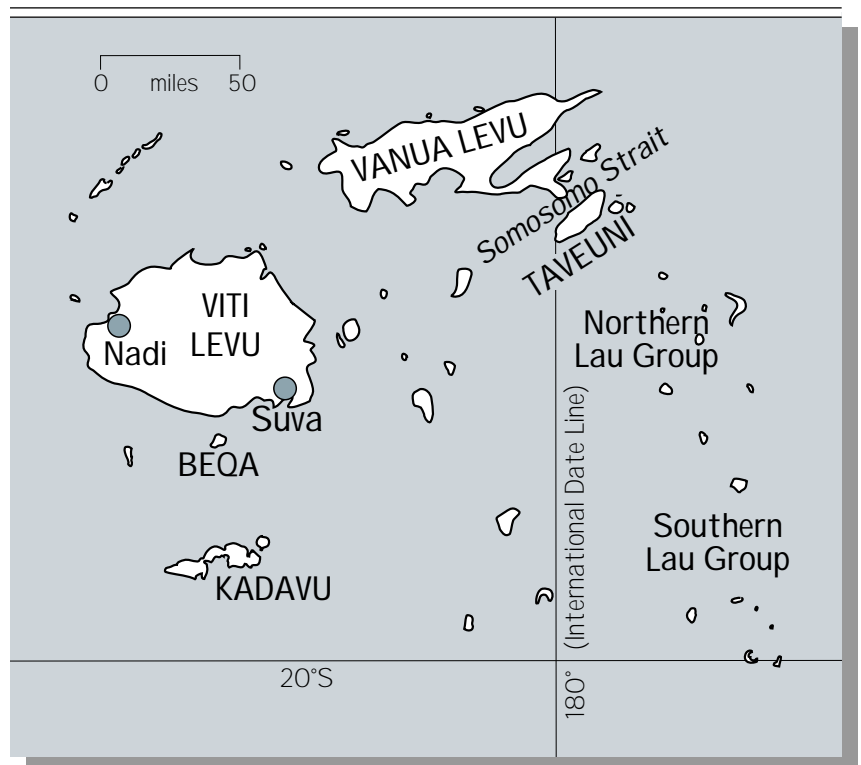 0 miles 50
VANUA LEVU
Somosomo Strait
TAVEUNI
VITI
LEVU
Nadi
Suva
Northern
Lau Group
BEQA
(International Date Line)
Southern
Lau Group
KADAVU
20°S
180°